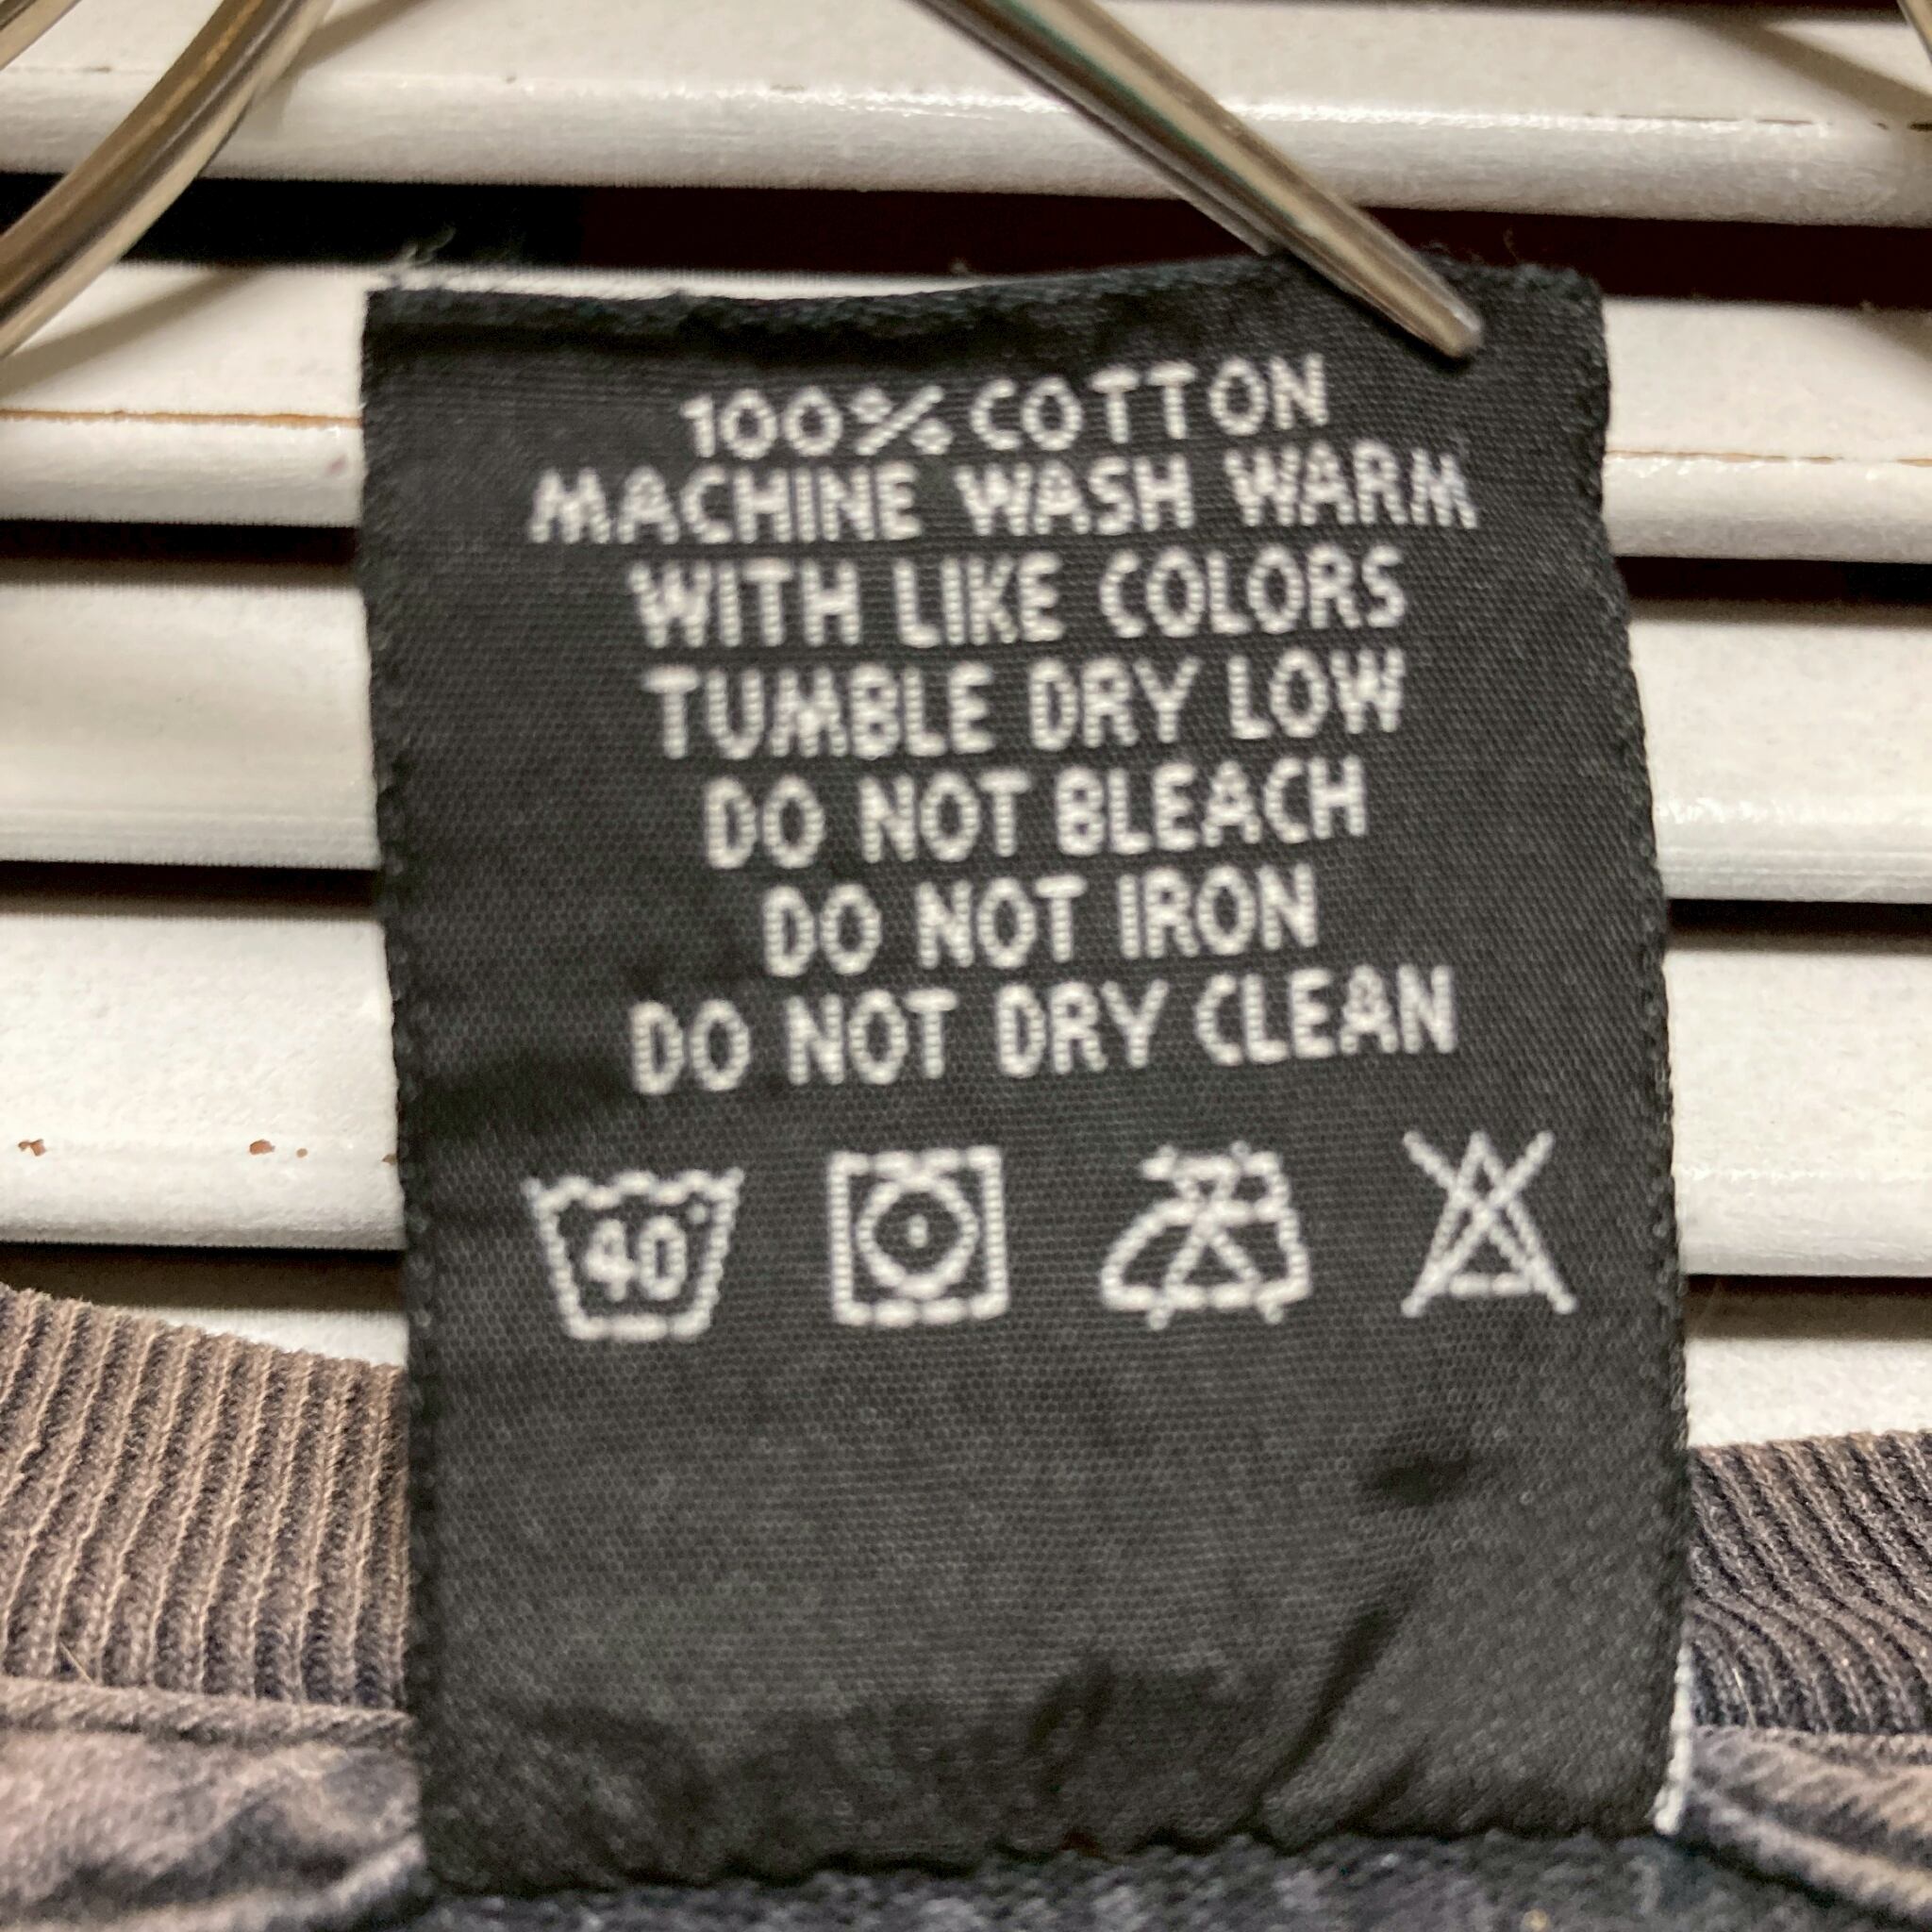 100% COTTON
MACHINE WASH WARM
WITH LIKE COLORS
TUMBLE DRY LOW
DO NOT BLEACH
DO NOT IRON
DO NOT DRY CLEAN
40°